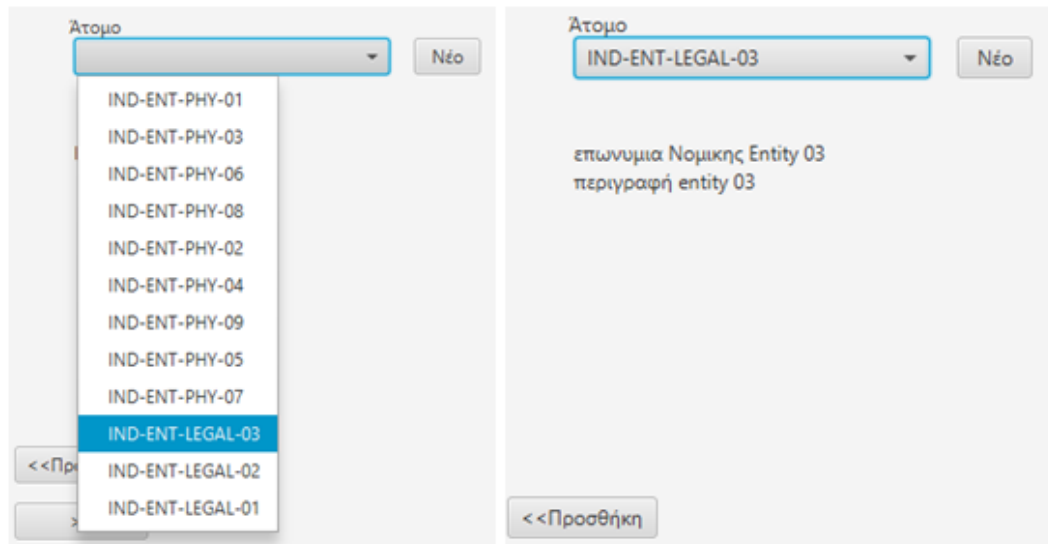 Άτομο
Νέο
IND-ENT-PHY-01
IND-ENT-PHY-03
IND-ENT-PHY-06
IND-ENT-PHY-08
IND-ENT-PHY-02
IND-ENT-PHY-04
IND-ENT-PHY-09
IND-ENT-PHY-05
IND-ENT-PHY-07
IND-ENT-LEGAL-03
IND-ENT-LEGAL-02
IND-ENT-LEGAL-01
Άτομο
IND-ENT-LEGAL-03
Νέο
επωνυμια Νομικης Entity 03
περιγραφή entity 03
<<Προσθήκη